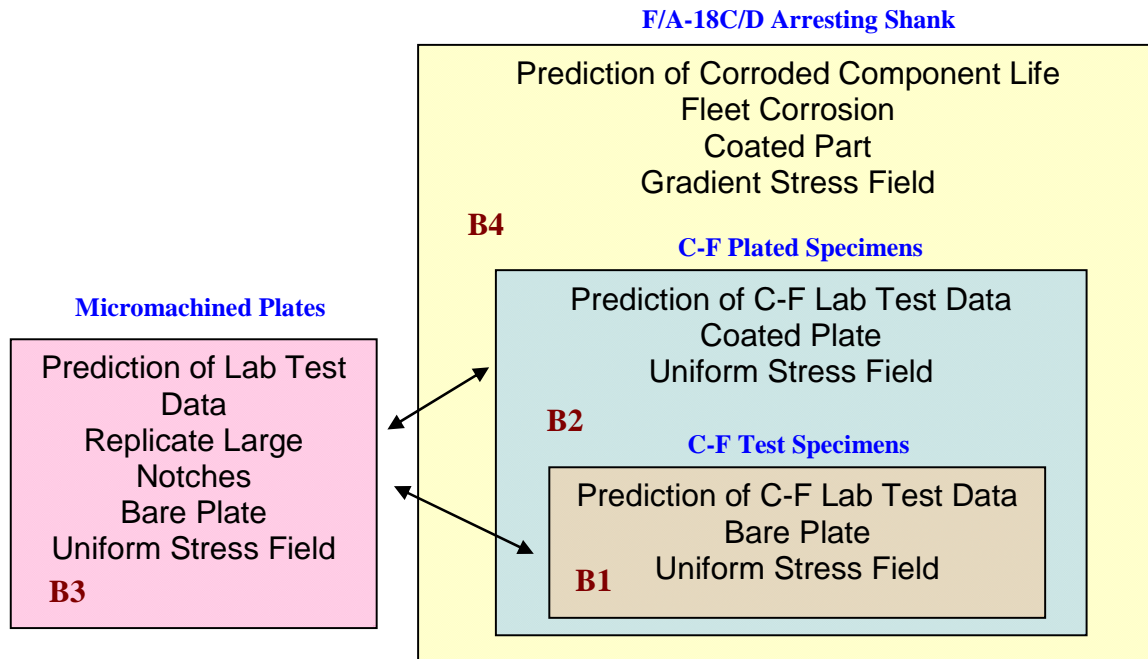 F/A-18C/D Arresting Shank
Prediction of Corroded Component Life
Fleet Corrosion
Coated Part
Gradient Stress Field
B4
C-F Plated Specimens
Prediction of C-F Lab Test Data
Coated Plate
Uniform Stress Field
B2
C-F Test Specimens
Prediction of C-F Lab Test Data
Bare Plate
Uniform Stress Field
B1
Micromachined Plates
Prediction of Lab Test
Data
Replicate Large
Notches
Bare Plate
Uniform Stress Field
B3